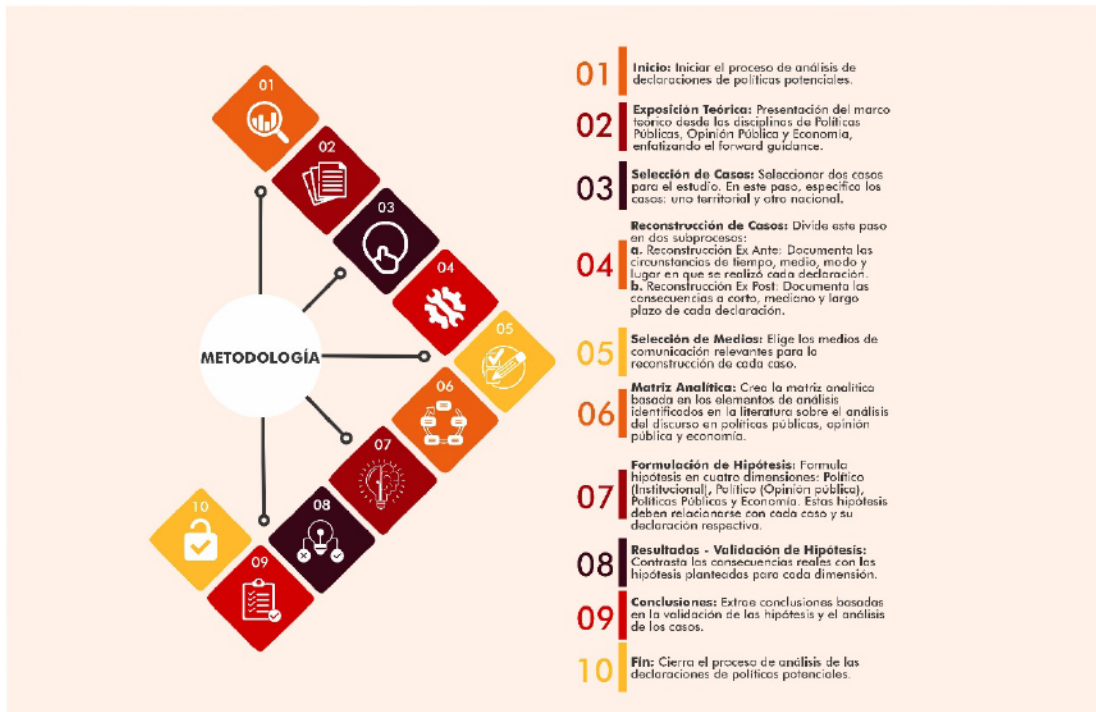 01
02
03
04
05
06
07
08
09
10
METODOLOGÍA
01
Inicio: Iniciar el proceso de análisis de
declaraciones de políticas potenciales.
02
Exposición Teórica: Presentación del marco
teórico desde las disciplinas de Políticas
Públicas, Opinión Pública y Economía,
enfatizando el forward guidance.
03
Selección de Casos: Seleccionar dos casos
para el estudio. En este paso, especifica los
casos: uno territorial y otro nacional.
04
Reconstrucción de Casos: Divide este paso
en dos subprocesos:
a. Reconstrucción Ex Ante: Documenta las
circunstancias de tiempo, medio, modo y
lugar en que se realizó cada declaración.
b. Reconstrucción Ex Post: Documenta las
consecuencias a corto, mediano y largo
plazo de cada declaración.
05
Selección de Medios: Elige los medios de
comunicación relevantes para la
reconstrucción de cada caso.
06
Matriz Analítica: Crea la matriz analítica
basada en los elementos de análisis
identificados en la literatura sobre el análisis
del discurso en políticas públicas, opinión
pública y economía.
07
Formulación de Hipótesis: Formula
hipótesis en cuatro dimensiones: Político
(Institucional), Político (Opinión pública),
Políticas Públicas y Economía. Estas hipótesis
deben relacionarse con cada caso y su
declaración respectiva.
08
Resultados - Validación de Hipótesis:
Contrasta las consecuencias reales con las
hipótesis planteadas para cada dimensión.
09
Conclusiones: Extrae conclusiones basadas
en la validación de las hipótesis y el análisis
de los casos.
10
Fin: Cierra el proceso de análisis de las
declaraciones de políticas potenciales.